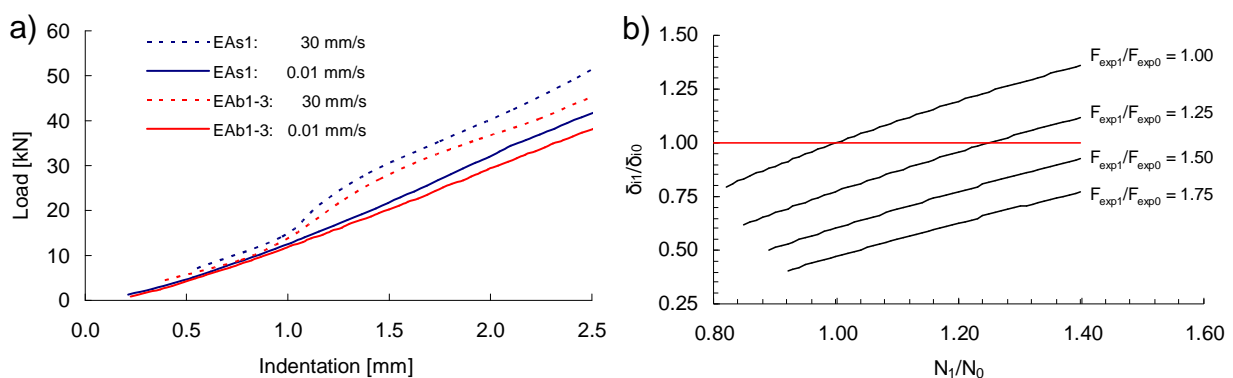 a)
Load [kN]
60
50
40
30
20
10
0
0.0 0.5 1.0 1.5 2.0 2.5
Indentation [mm]
EAs1: 30 mm/s
EAs1: 0.01 mm/s
EAb1-3: 30 mm/s
EAb1-3: 0.01 mm/s
b)
δi1/δi0
1.50
1.25
1.00
0.75
0.50
0.25
0.80 1.00 1.20 1.40 1.60
N1/N0
Fexp1/Fexp0 = 1.00
Fexp1/Fexp0 = 1.25
Fexp1/Fexp0 = 1.50
Fexp1/Fexp0 = 1.75